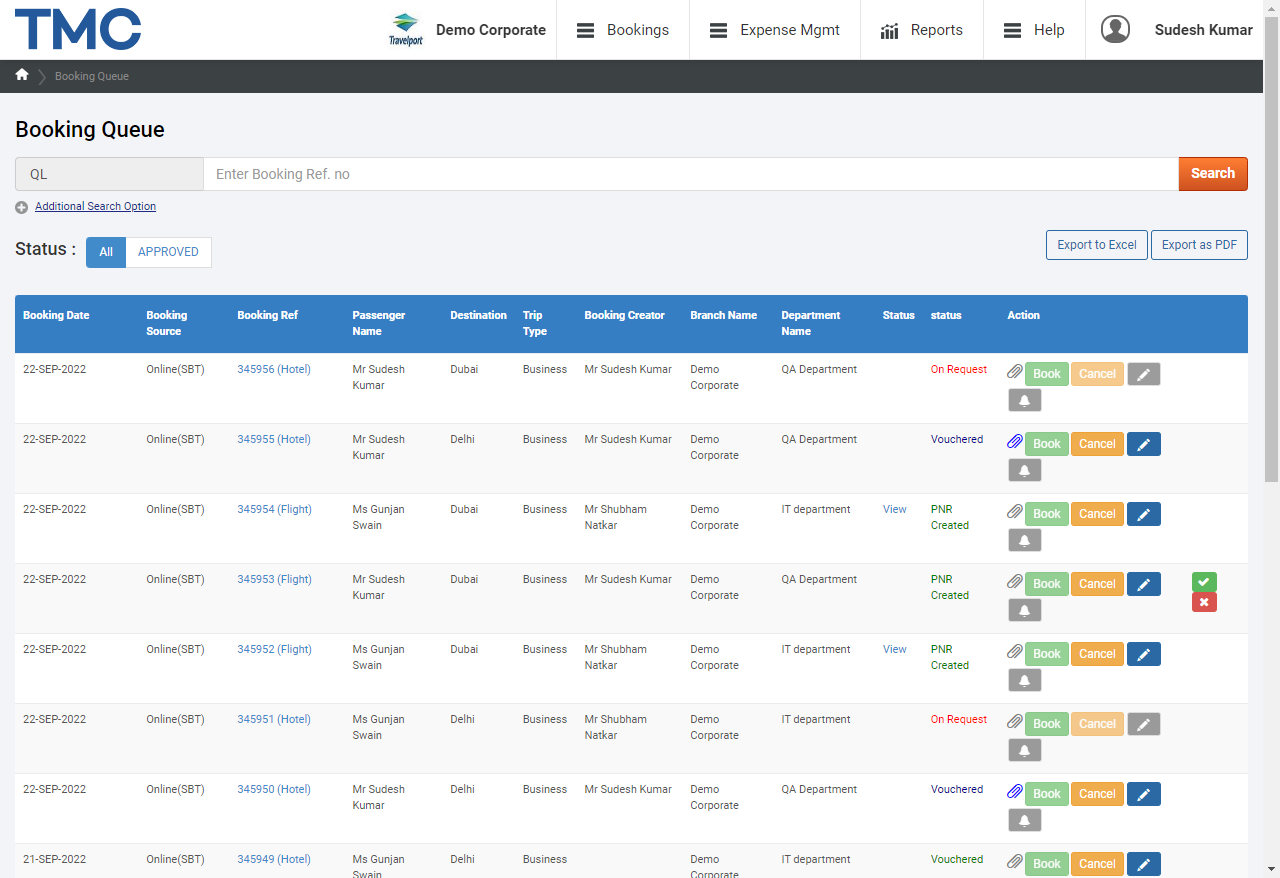 TMC
Travelport
Demo Corporate
Bookings
Expense Mgmt
Reports
Help
Sudesh Kumar
Booking Queue
Booking Queue
QL
Enter Booking Ref. no
Search
Additional Search Option
Status :
All
APPROVED
Export to Excel
Export as PDF
Booking Date Booking Source Booking Ref Passenger Name Destination Trip Type Booking Creator Branch Name Department Name Status status Action
22-SEP-2022 Online(SBT) 345956 (Hotel) Mr Sudesh Kumar Dubai Business Mr Sudesh Kumar Demo Corporate QA Department On Request Book Cancel
22-SEP-2022 Online(SBT) 345955 (Hotel) Mr Sudesh Kumar Delhi Business Mr Sudesh Kumar Demo Corporate QA Department Vouchered Book Cancel
22-SEP-2022 Online(SBT) 345954 (Flight) Ms Gunjan Swain Dubai Business Mr Shubham Natkar Demo Corporate IT department View PNR Created Book Cancel
22-SEP-2022 Online(SBT) 345953 (Flight) Mr Sudesh Kumar Dubai Business Mr Sudesh Kumar Demo Corporate QA Department PNR Created Book Cancel
22-SEP-2022 Online(SBT) 345952 (Flight) Ms Gunjan Swain Dubai Business Mr Shubham Natkar Demo Corporate IT department View PNR Created Book Cancel
22-SEP-2022 Online(SBT) 345951 (Hotel) Ms Gunjan Swain Delhi Business Mr Shubham Natkar Demo Corporate IT department On Request Book Cancel
22-SEP-2022 Online(SBT) 345950 (Hotel) Mr Sudesh Kumar Delhi Business Mr Sudesh Kumar Demo Corporate QA Department Vouchered Book Cancel
21-SEP-2022 Online(SBT) 345949 (Hotel) Ms Gunjan Swain Delhi Business Demo Corporate IT department Vouchered Book Cancel